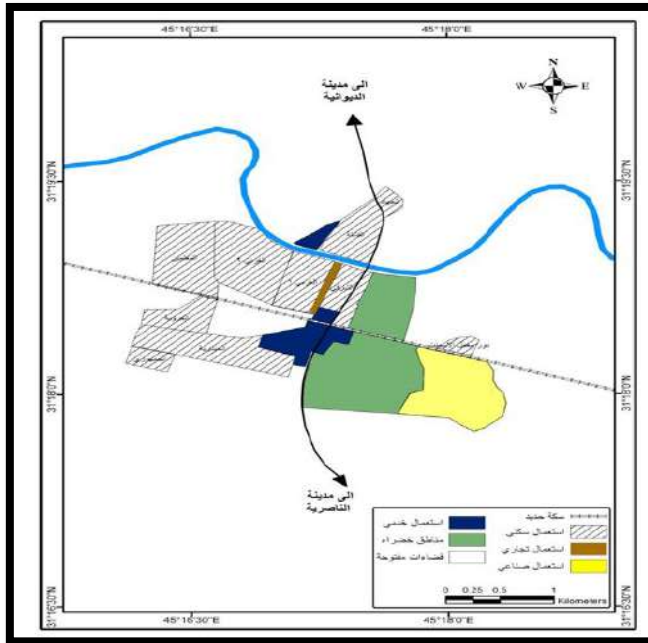 45°16'30"E
45°18'0"E
N
W
E
S
الى مدينة
الديوانية
31°19'30"N
31°19'30"N
31°18'0"N
31°18'0"N
الى مدينة
الناصرية
سكة حديد
استعمال سكني
استعمال تجاري
استعمال صناعي
استعمال خدمي
مناطق خضراء
فضاءات مفتوحة
0 0.25 0.5 1
Kilometers
31°16'30"N
31°16'30"N
45°16'30"E
45°18'0"E